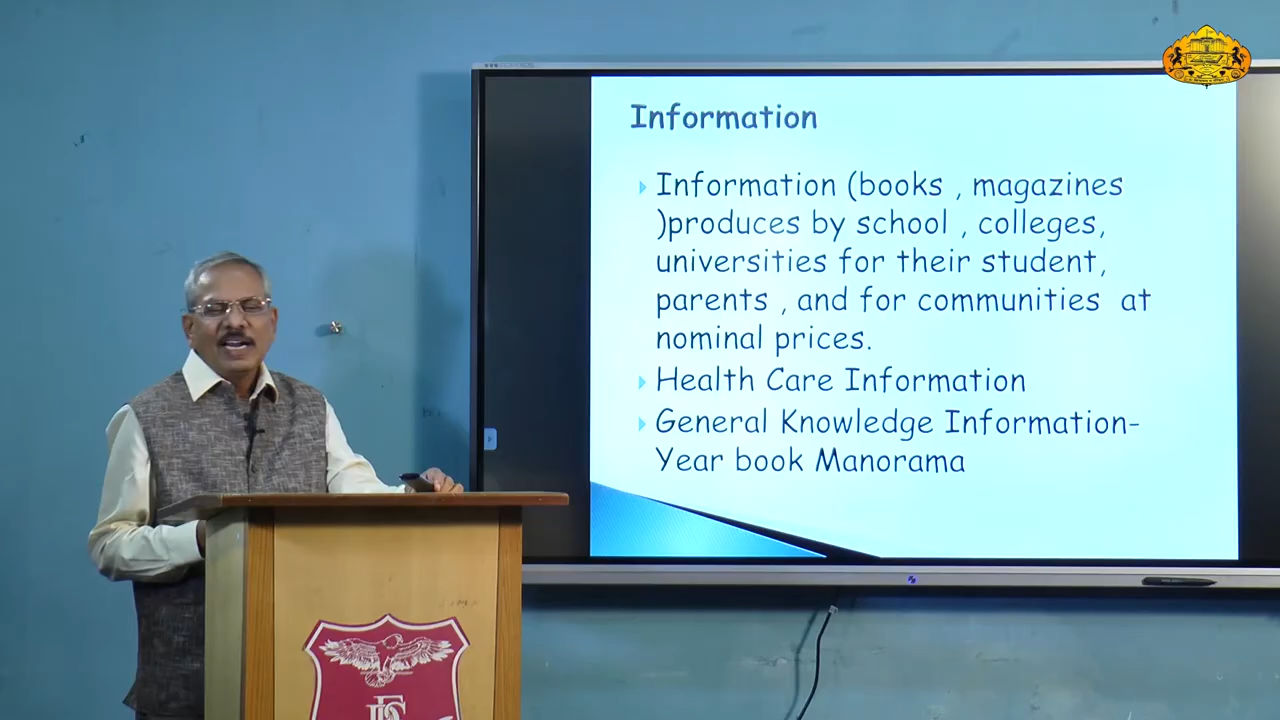 Information
Information (books , magazines
)produces by school , colleges,
universities for their student,
parents , and for communities at
nominal prices.
Health Care Information
General Knowledge Information-
Year book Manorama